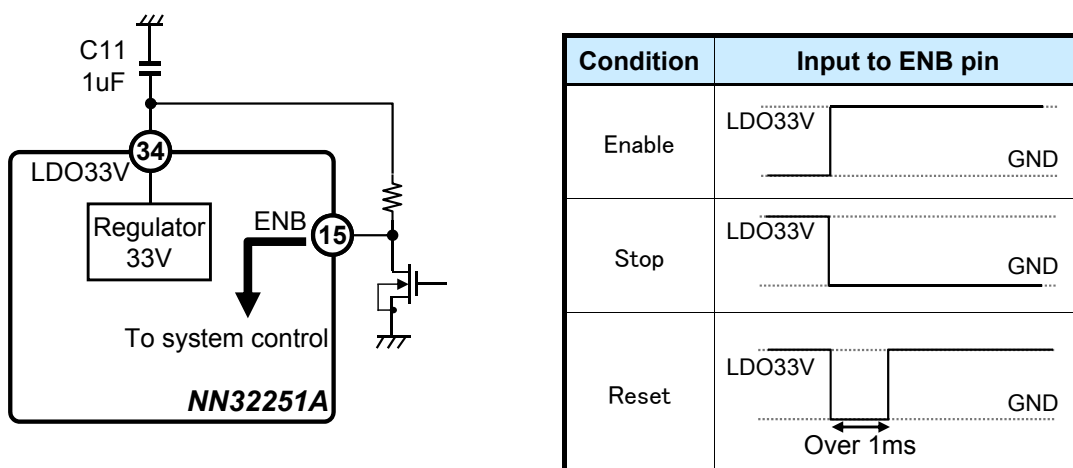 C11
1uF
34
LDO33V
Regulator
33V
ENB
15
To system control
NN32251A
Condition Input to ENB pin
Enable
LDO33V
GND
Stop
LDO33V
GND
Reset
LDO33V
GND
Over 1ms